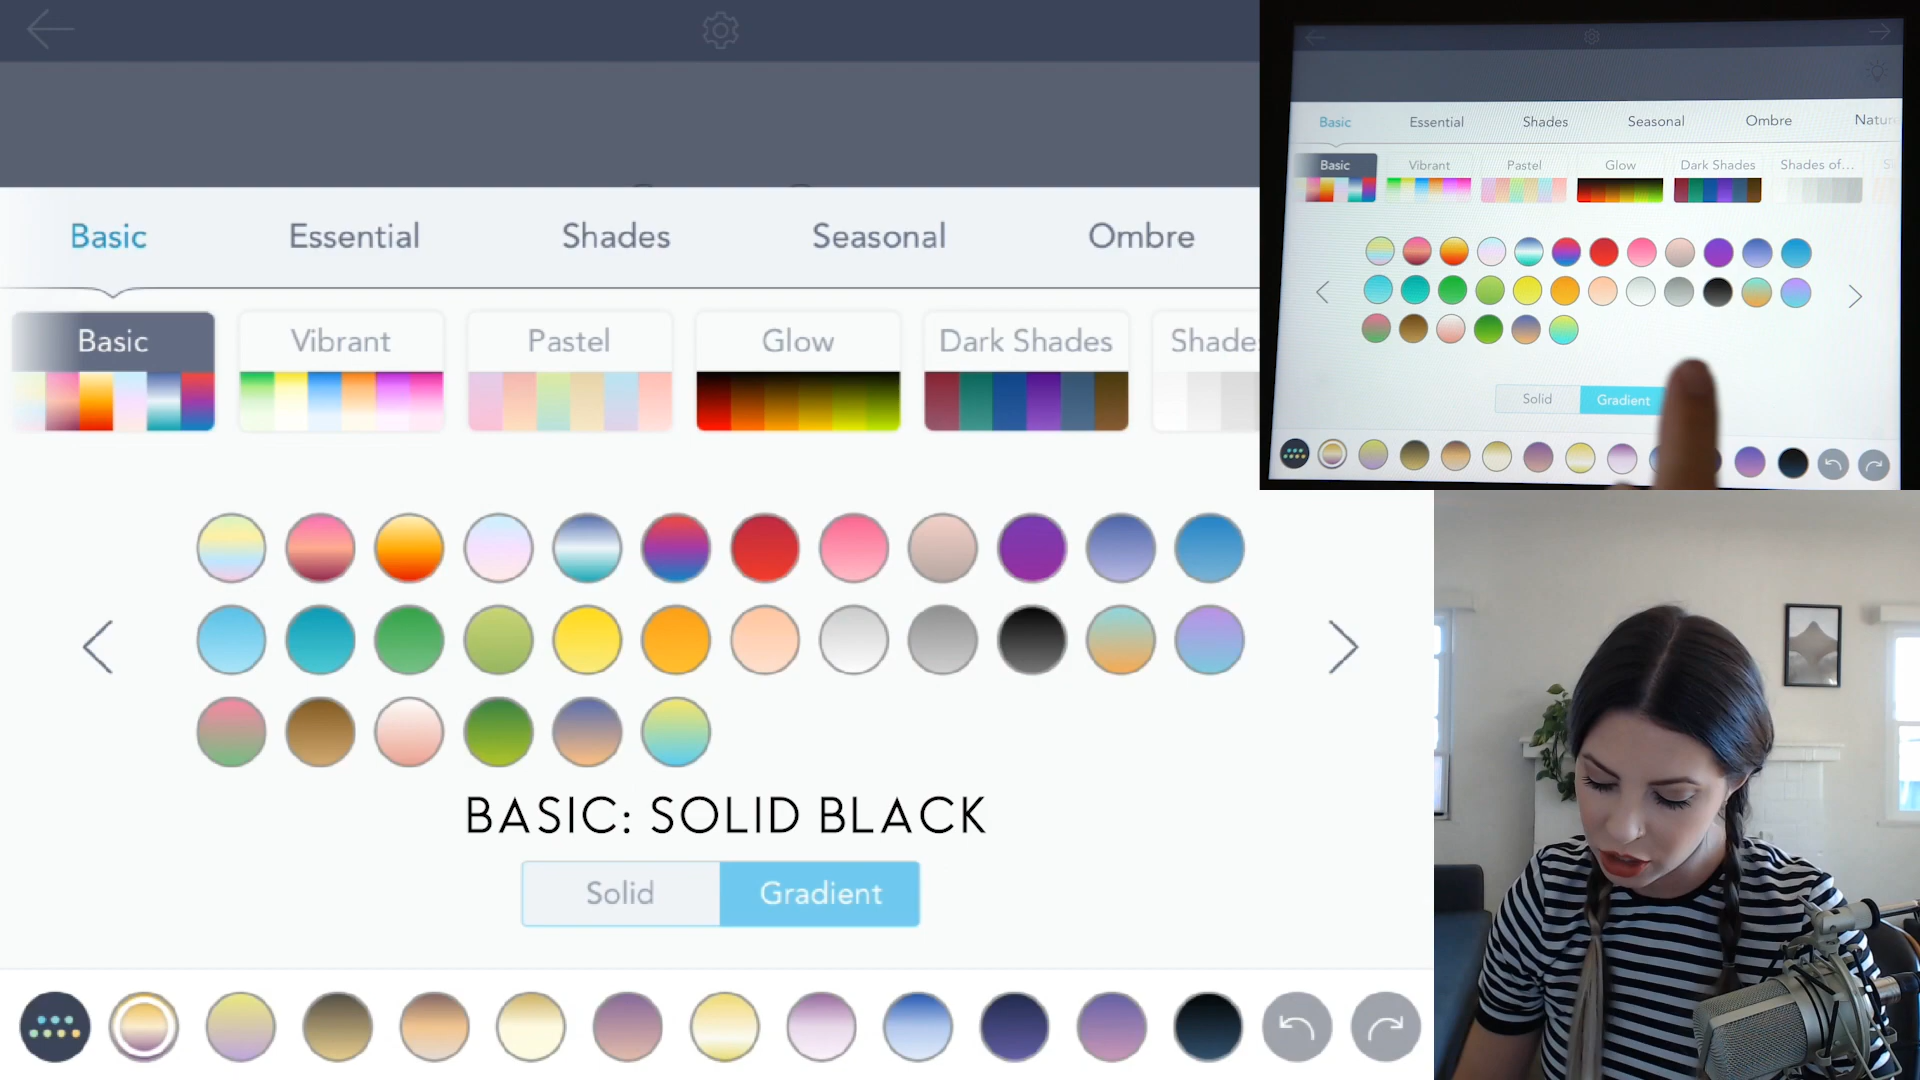 Basic Essential Shades Seasonal Ombre
Basic Vibrant Pastel Glow Dark Shades Shade
BASIC: SOLID BLACK
Solid Gradient
Basic Essential Shades Seasonal Ombre Natur
Basic Vibrant Pastel Glow Dark Shades Shades of...
Solid Gradient